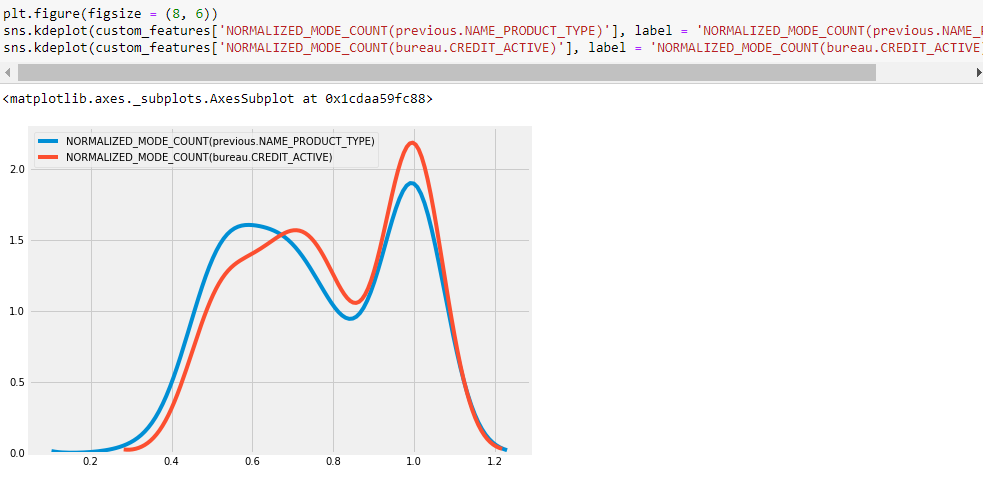 plt.figure(figsize = (8, 6))
sns.kdeplot(custom_features['NORMALIZED_MODE_COUNT(previous.NAME_PRODUCT_TYPE)'], label = 'NORMALIZED_MODE_COUNT(previous.NAME_P
sns.kdeplot(custom_features['NORMALIZED_MODE_COUNT(bureau.CREDIT_ACTIVE)'], label = 'NORMALIZED_MODE_COUNT(bureau.CREDIT_ACTIVE)
<matplotlib.axes._subplots.AxesSubplot at 0x1cdaa59fc88>
NORMALIZED_MODE_COUNT(previous.NAME_PRODUCT_TYPE)
NORMALIZED_MODE_COUNT(bureau.CREDIT_ACTIVE)
2.0
1.5
1.0
0.5
0.0
0.2 0.4 0.6 0.8 1.0 1.2